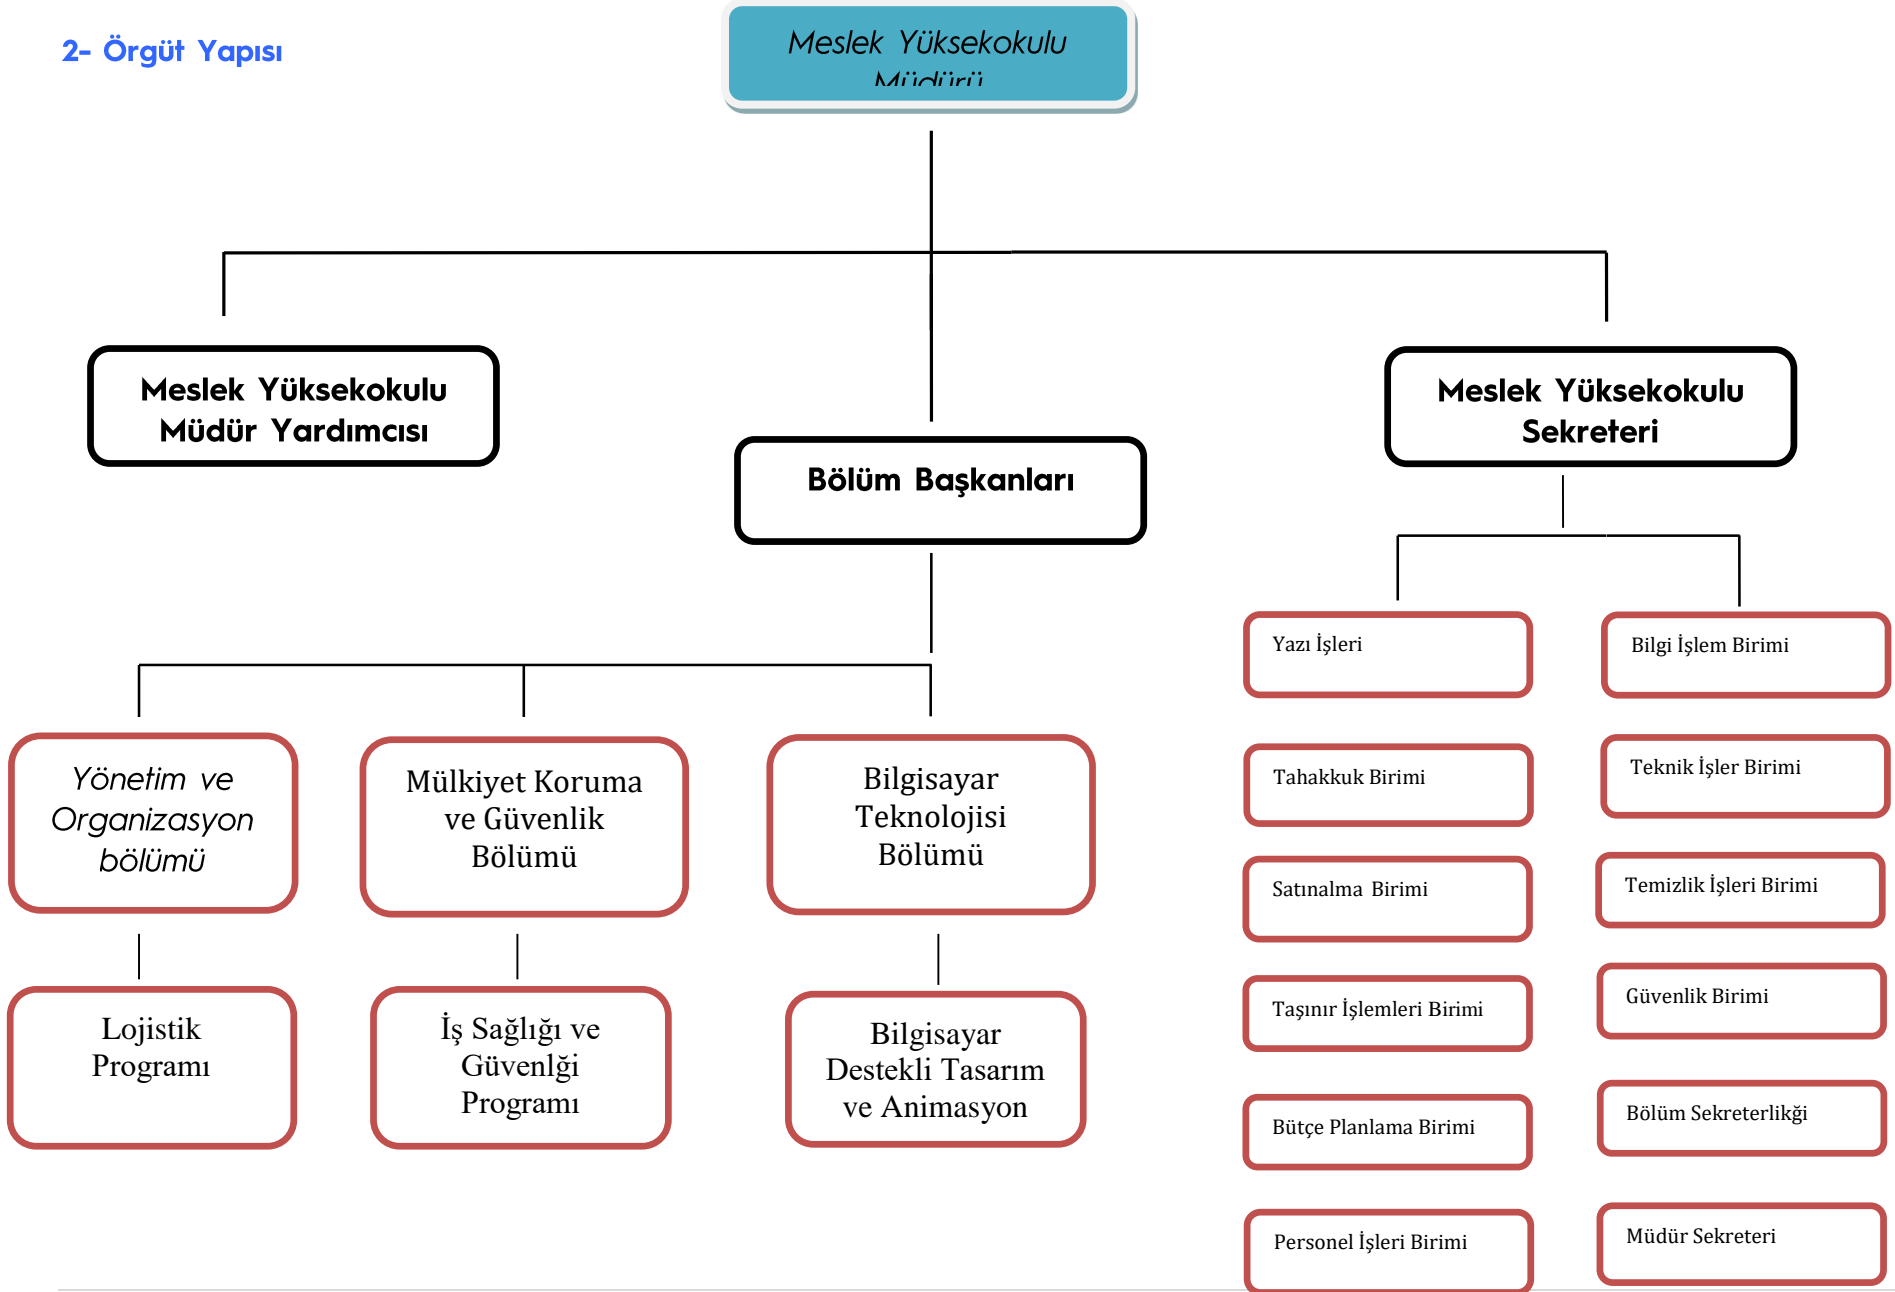 2- Örgüt Yapısı
Meslek Yüksekokulu
Müdürü
Meslek Yüksekokulu
Müdür Yardımcısı
Bölüm Başkanları
Meslek Yüksekokulu
Sekreteri
Yönetim ve
Organizasyon
bölümü
Mülkiyet Koruma
ve Güvenlik
Bölümü
Bilgisayar
Teknolojisi
Bölümü
Lojistik
Programı
İş Sağlığı ve
Güvenlği
Programı
Bilgisayar
Destekli Tasarım
ve Animasyon
Yazı İşleri
Tahakkuk Birimi
Satınalma Birimi
Taşınır İşlemleri Birimi
Bütçe Planlama Birimi
Personel İşleri Birimi
Bilgi İşlem Birimi
Teknik İşler Birimi
Temizlik İşleri Birimi
Güvenlik Birimi
Bölüm Sekreterlikği
Müdür Sekreteri